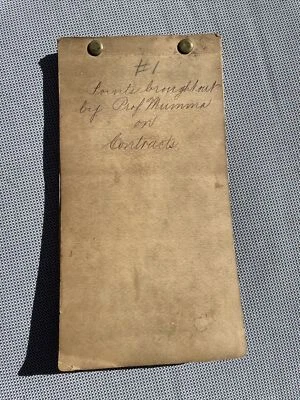 #1
Points brought out
by Prof Mumma
on
Contracts